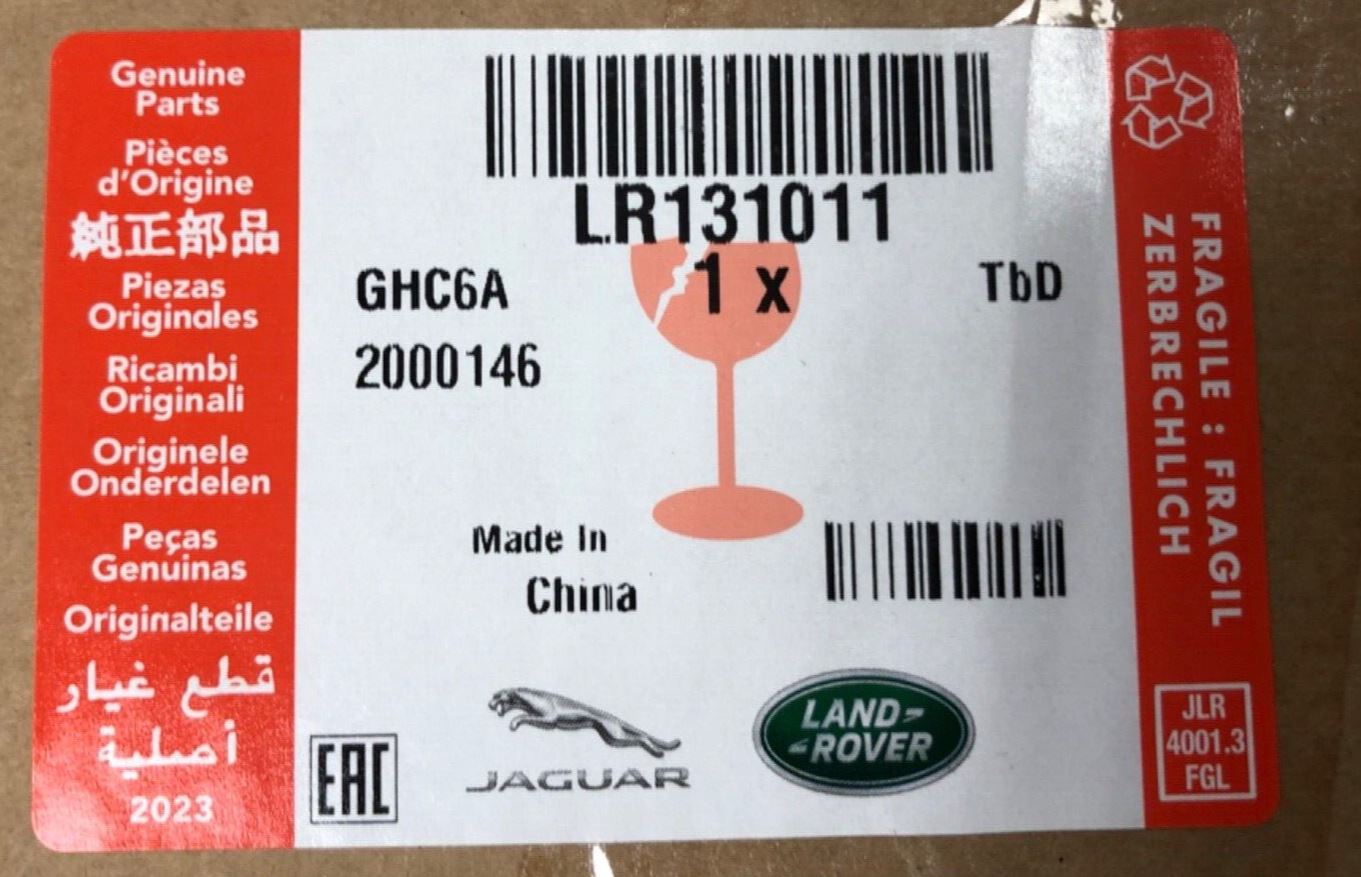 Genuine
Parts
Pièces
d'Origine
純正部品
Piezas
Originales
Ricambi
Originali
Originele
Onderdelen
Peças
Genuinas
Originalteile
قطع غيار
أصلية
2023
LR131011
GHC6A
1 x
TbD
2000146
Made In
China
EAC
JAGUAR
LAND
ROVER
FRAGILE : FRAGIL
ZERBRECHLICH
JLR
4001.3
FGL